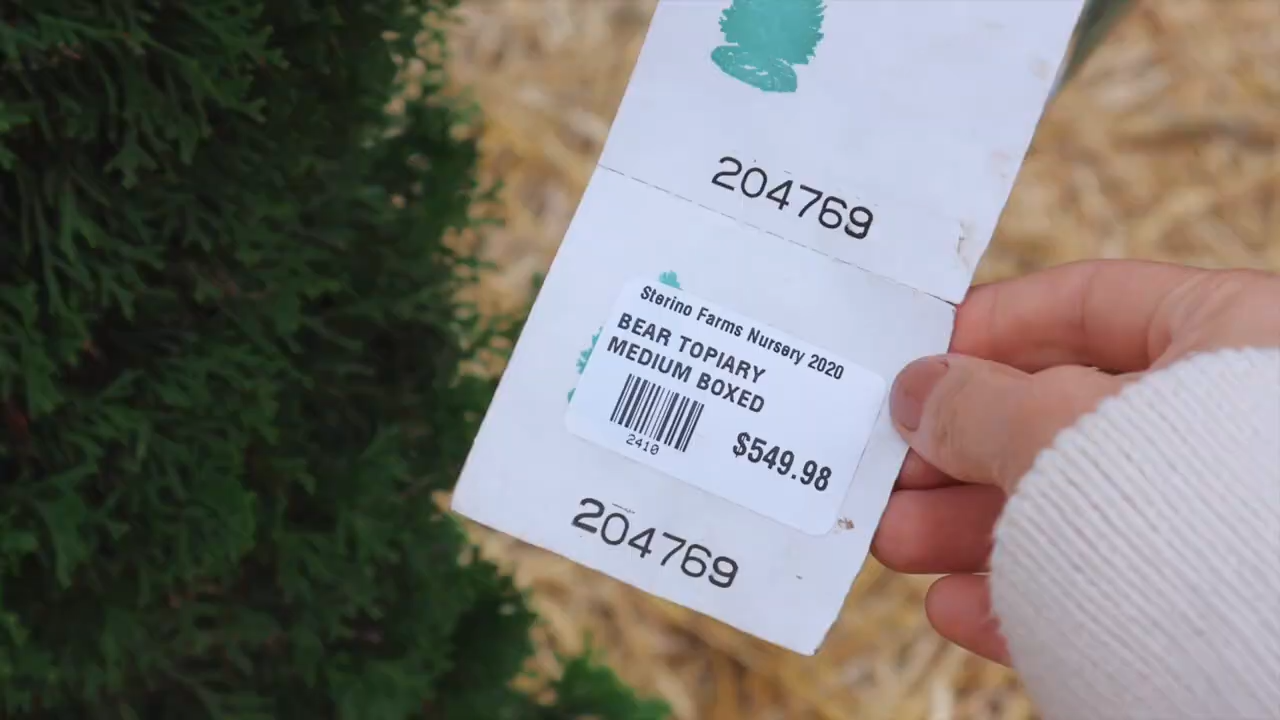 204769
Sterino Farms Nursery 2020
BEAR TOPIARY
MEDIUM BOXED
2410
$549.98
204769